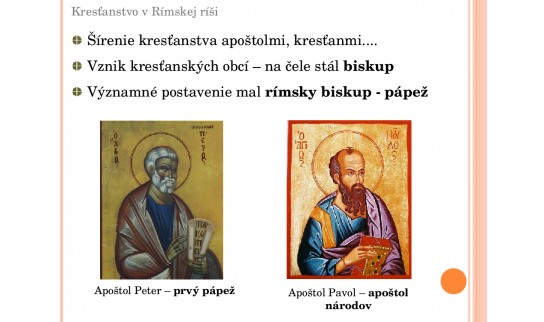 Kresťanstvo v Rímskej ríši
Šírenie kresťanstva apoštolmi, kresťanmi....
Vznik kresťanských obcí – na čele stál biskup
Významné postavenie mal rímsky biskup - pápež
Apoštol Peter – prvý pápež
Apoštol Pavol – apoštol
národov